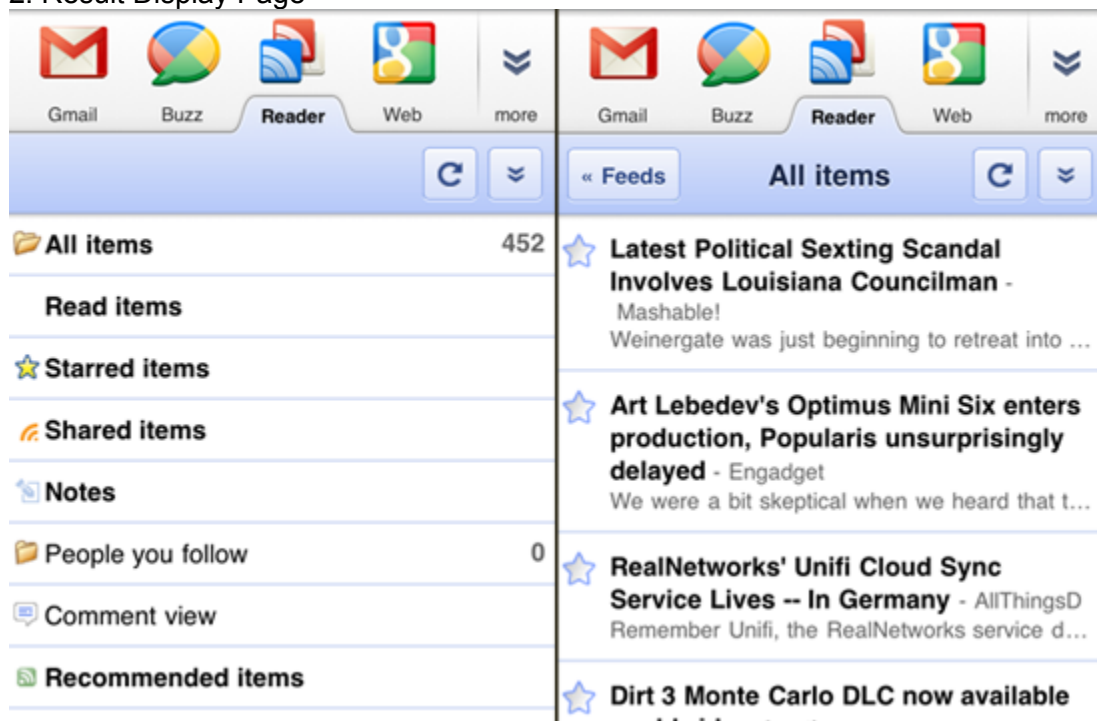 2. Result Display Page
Gmail Buzz Reader Web more
All items 452
Read items
Starred items
Shared items
Notes
People you follow 0
Comment view
Recommended items
Gmail Buzz Reader Web more
« Feeds All items
Latest Political Sexting Scandal
Involves Louisiana Councilman -
Mashable!
Weinergate was just beginning to retreat into ...
Art Lebedev's Optimus Mini Six enters
production, Popularis unsurprisingly
delayed - Engadget
We were a bit skeptical when we heard that t...
RealNetworks' Unifi Cloud Sync
Service Lives -- In Germany - AllThingsD
Remember Unifi, the RealNetworks service d...
Dirt 3 Monte Carlo DLC now available